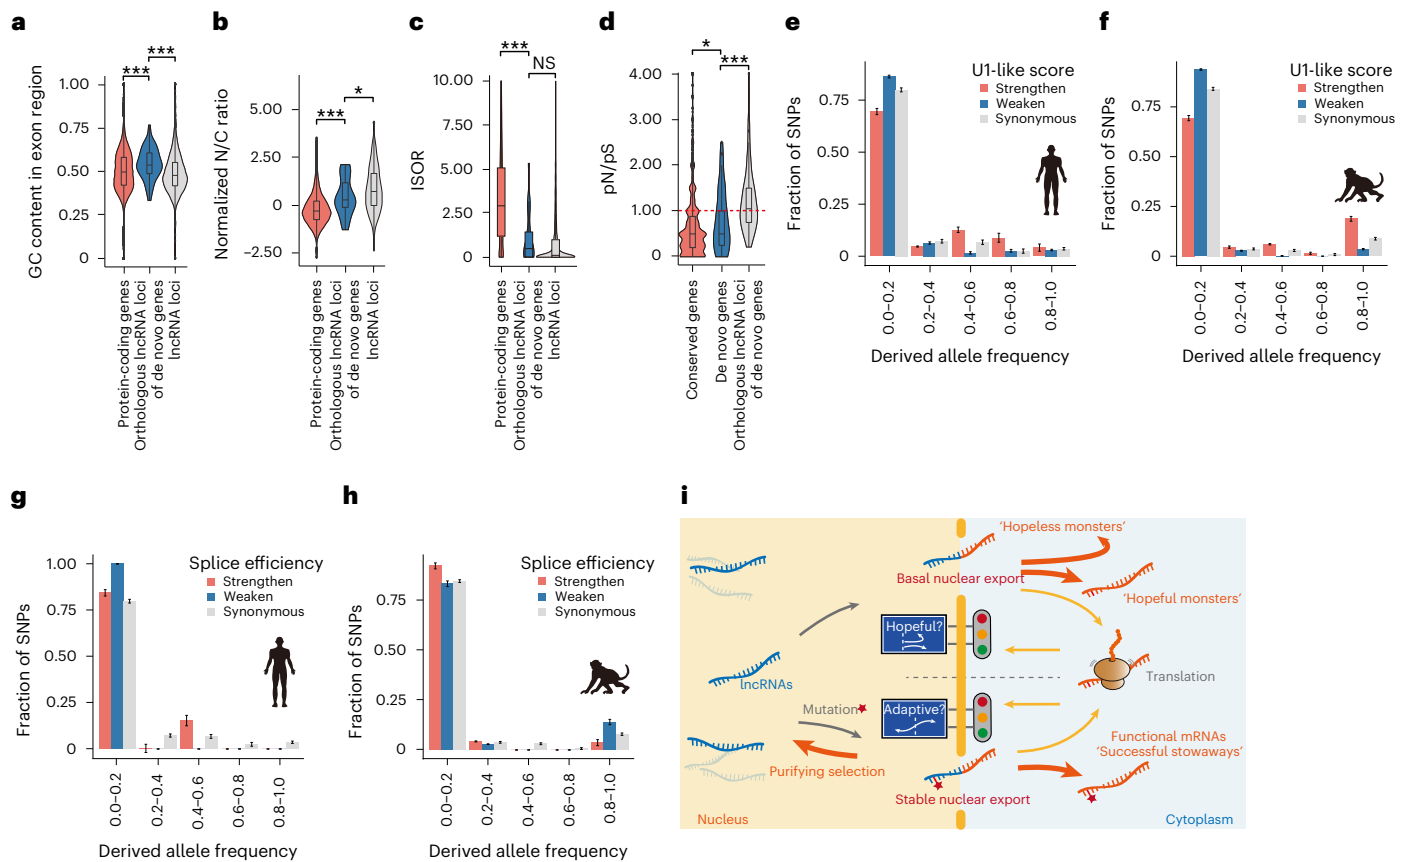 a
GC content in exon region
1.00
0.75
0.50
0.25
0
***
***
Protein-coding genes
Orthologous lncRNA loci
of de novo genes
lncRNA loci
b
Normalized N/C ratio
5.00
2.50
0
−2.50
***
*
Protein-coding genes
Orthologous lncRNA loci
of de novo genes
lncRNA loci
c
ISOR
10.00
7.50
5.00
2.50
0
***
NS
Protein-coding genes
Orthologous lncRNA loci
of de novo genes
lncRNA loci
d
pN/pS
4.00
3.00
2.00
1.00
0
*
***
Conserved genes
De novo genes
Orthologous lncRNA loci
of de novo genes
e
Fraction of SNPs
0.75
0.50
0.25
0
U1-like score
Strengthen
Weaken
Synonymous
0.0–0.2
0.2–0.4
0.4–0.6
0.6–0.8
0.8–1.0
Derived allele frequency
f
Fraction of SNPs
0.75
0.50
0.25
0
U1-like score
Strengthen
Weaken
Synonymous
0.0–0.2
0.2–0.4
0.4–0.6
0.6–0.8
0.8–1.0
Derived allele frequency
g
Fraction of SNPs
1.00
0.75
0.50
0.25
0
Splice efficiency
Strengthen
Weaken
Synonymous
0.0–0.2
0.2–0.4
0.4–0.6
0.6–0.8
0.8–1.0
Derived allele frequency
h
Fraction of SNPs
0.75
0.50
0.25
0
Splice efficiency
Strengthen
Weaken
Synonymous
0.0–0.2
0.2–0.4
0.4–0.6
0.6–0.8
0.8–1.0
Derived allele frequency
i
'Hopeless monsters'
Basal nuclear export
'Hopeful monsters'
Hopeful?
lncRNAs
Translation
Mutation
Adaptive?
Functional mRNAs
'Successful stowaways'
Purifying selection
Stable nuclear export
Nucleus
Cytoplasm